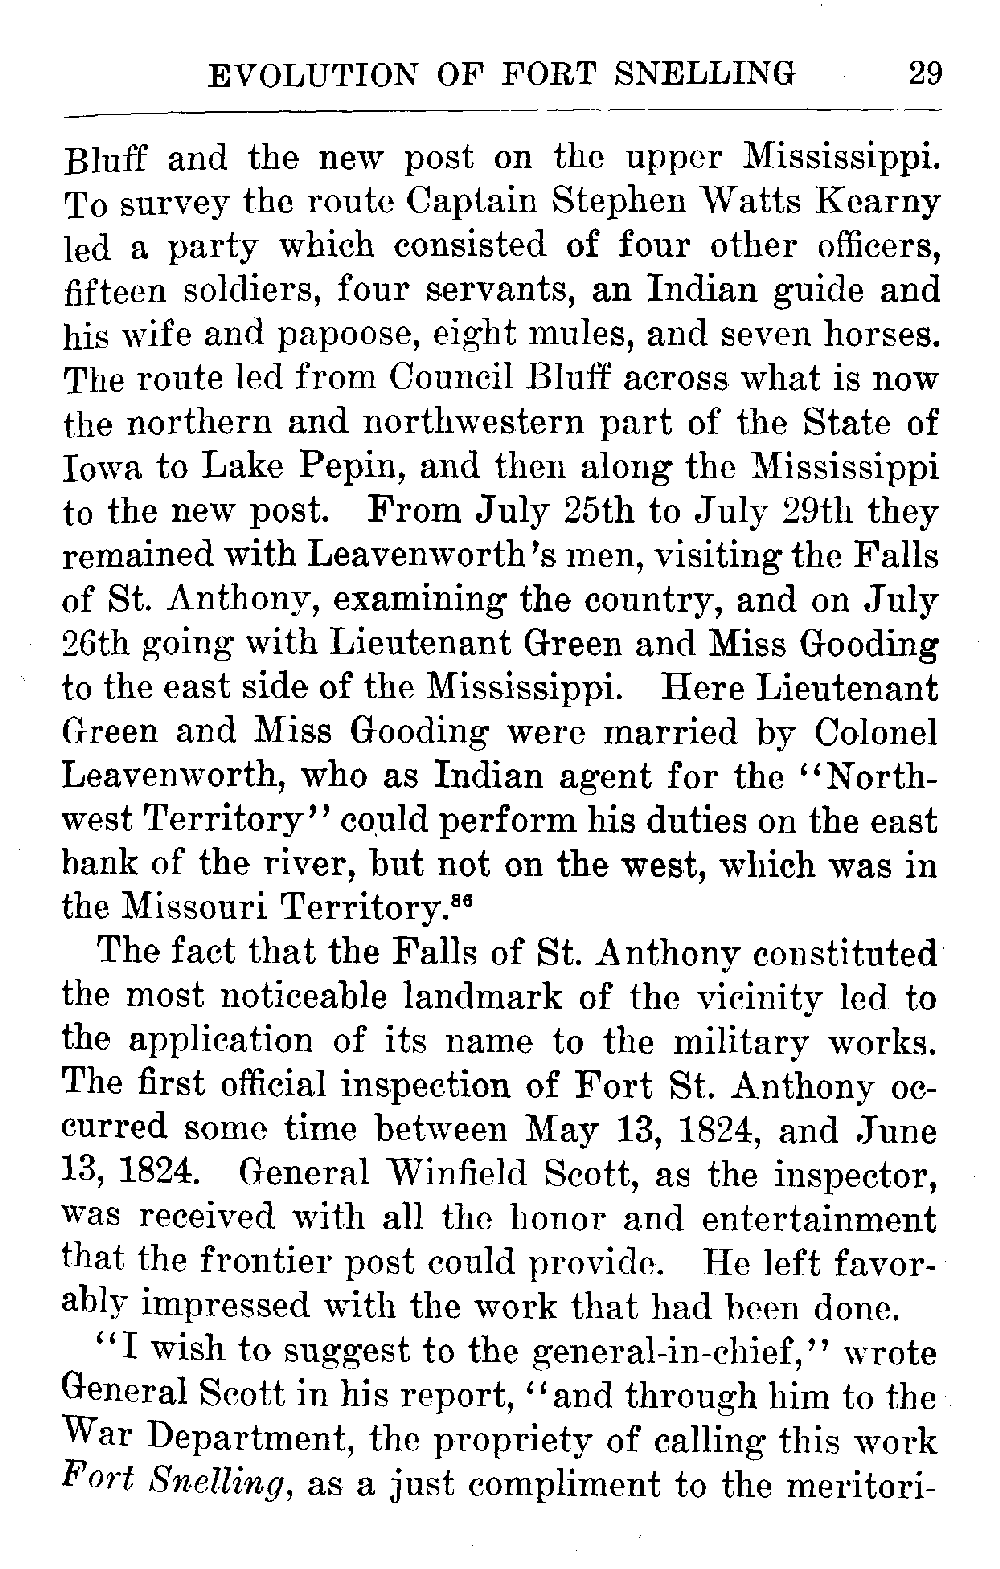 EVOLUTION OF FORT SNELLING 29
Bluff and the new post on the upper Mississippi.
To survey the route Captain Stephen Watts Kearny
led a party which consisted of four other officers,
fifteen soldiers, four servants, an Indian guide and
his wife and papoose, eight mules, and seven horses.
The route led from Council Bluff across what is now
the northern and northwestern part of the State of
Iowa to Lake Pepin, and then along the Mississippi
to the new post. From July 25th to July 29th they
remained with Leavenworth's men, visiting the Falls
of St. Anthony, examining the country, and on July
26th going with Lieutenant Green and Miss Gooding
to the east side of the Mississippi. Here Lieutenant
Green and Miss Gooding were married by Colonel
Leavenworth, who as Indian agent for the "North-
west Territory" could perform his duties on the east
bank of the river, but not on the west, which was in
the Missouri Territory.⁸⁶
The fact that the Falls of St. Anthony constituted
the most noticeable landmark of the vicinity led to
the application of its name to the military works.
The first official inspection of Fort St. Anthony oc-
curred some time between May 13, 1824, and June
13, 1824. General Winfield Scott, as the inspector,
was received with all the honor and entertainment
that the frontier post could provide. He left favor-
ably impressed with the work that had been done.
"I wish to suggest to the general-in-chief," wrote
General Scott in his report, "and through him to the
War Department, the propriety of calling this work
Fort Snelling, as a just compliment to the meritori-